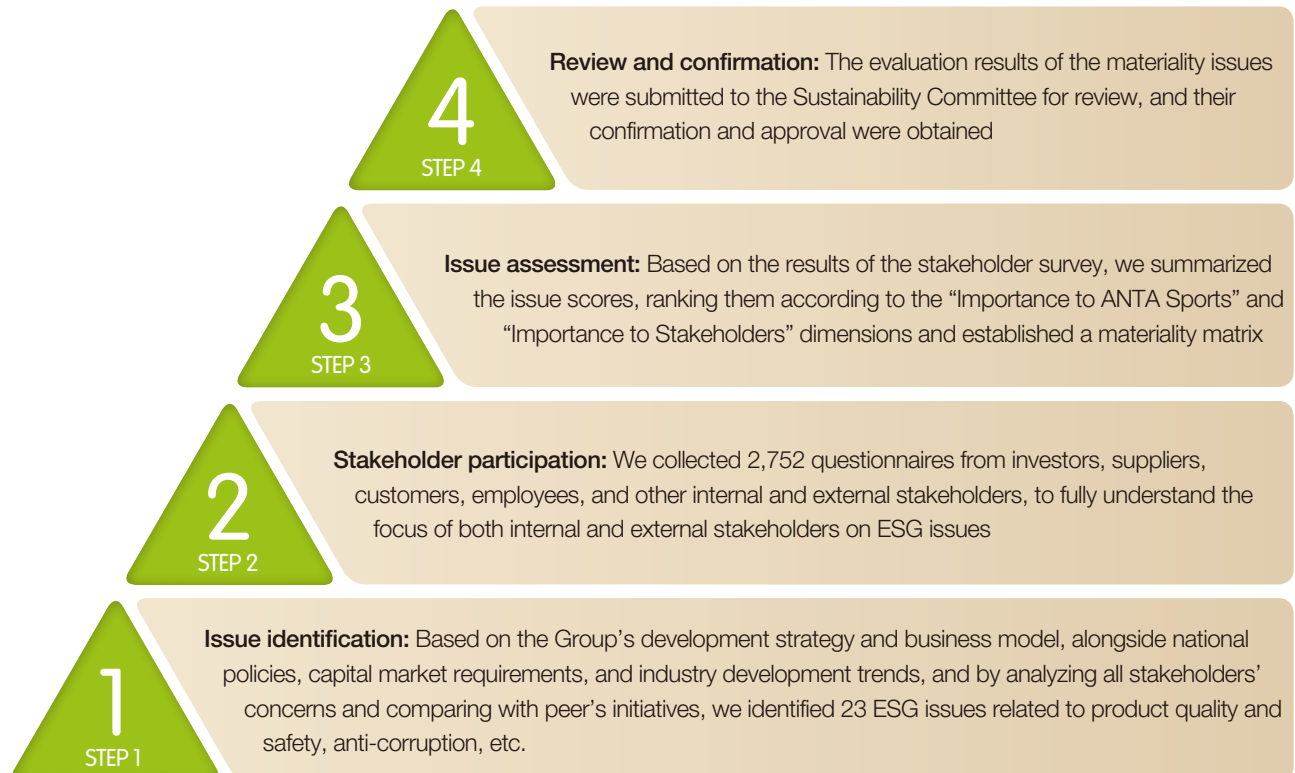 4
STEP 4
Review and confirmation: The evaluation results of the materiality issues
were submitted to the Sustainability Committee for review, and their
confirmation and approval were obtained
3
STEP 3
Issue assessment: Based on the results of the stakeholder survey, we summarized
the issue scores, ranking them according to the “Importance to ANTA Sports” and
“Importance to Stakeholders” dimensions and established a materiality matrix
2
STEP 2
Stakeholder participation: We collected 2,752 questionnaires from investors, suppliers,
customers, employees, and other internal and external stakeholders, to fully understand the
focus of both internal and external stakeholders on ESG issues
1
STEP 1
Issue identification: Based on the Group’s development strategy and business model, alongside national
policies, capital market requirements, and industry development trends, and by analyzing all stakeholders’
concerns and comparing with peer’s initiatives, we identified 23 ESG issues related to product quality and
safety, anti-corruption, etc.